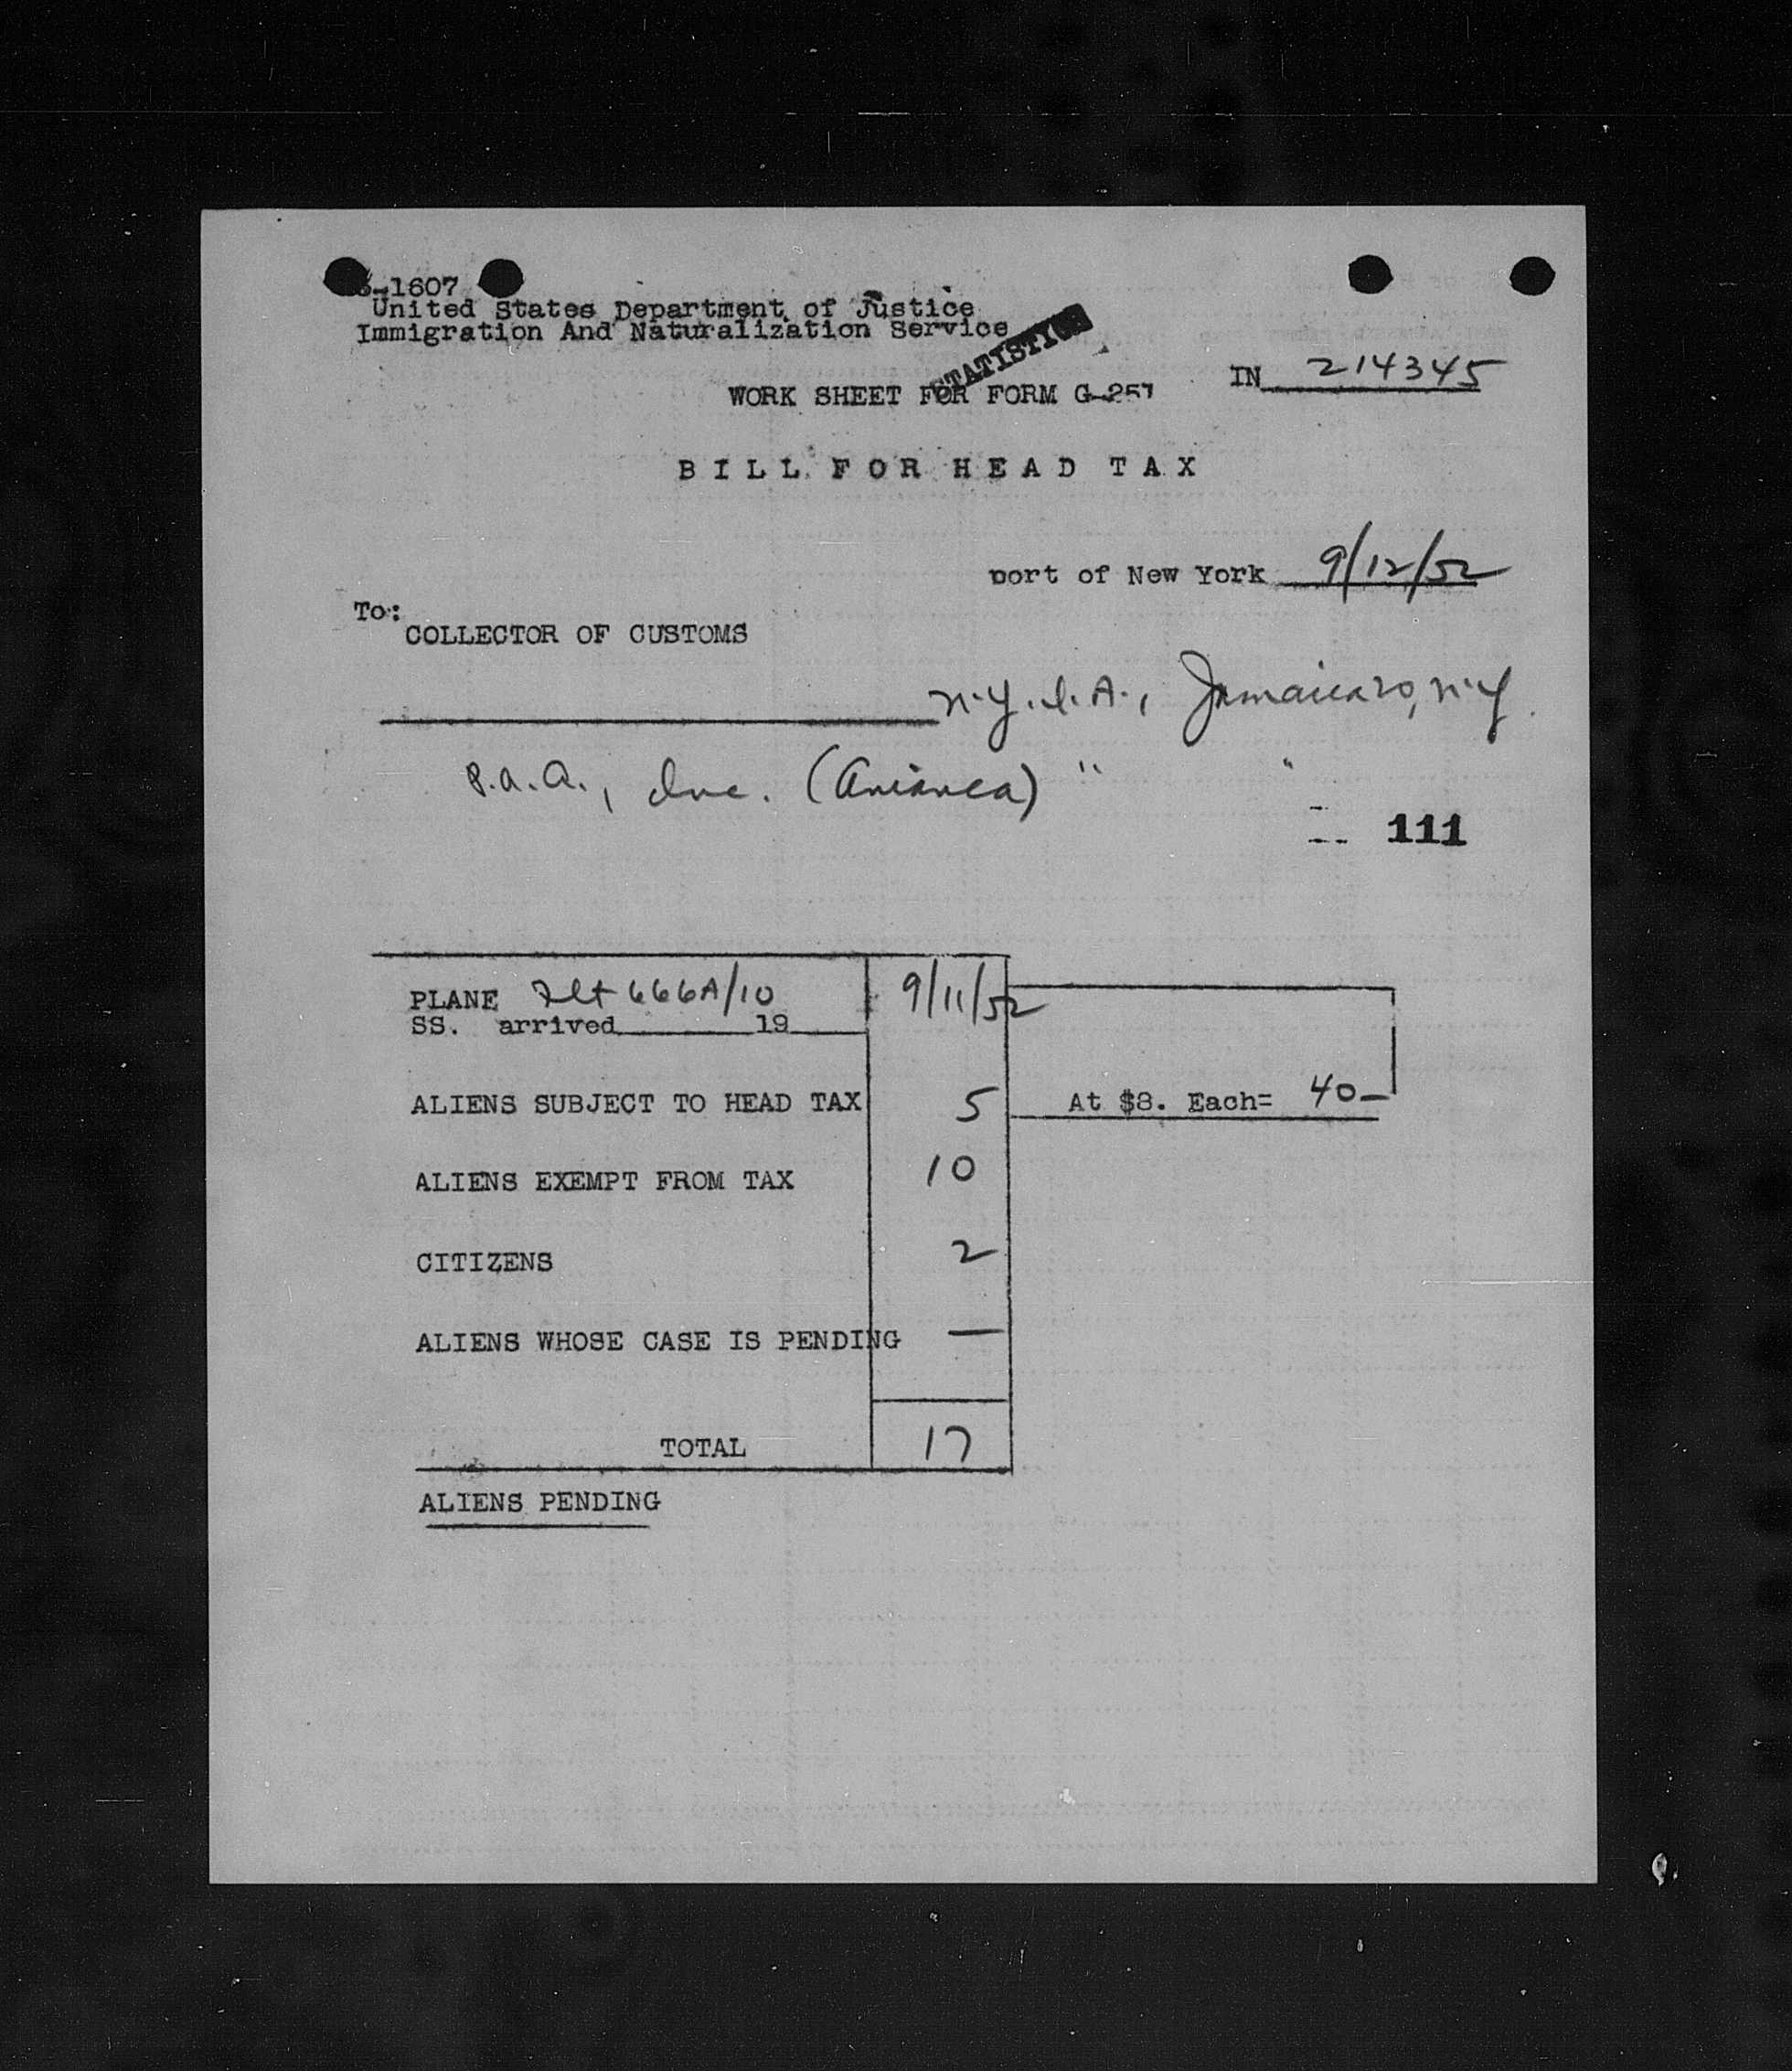 -1607
United States Department of Justice
Immigration And Naturalization Service
STATISTICS
WORK SHEET FOR FORM G-257
IN 214345
BILL FOR HEAD TAX
port of New York 9/12/52
To:
COLLECTOR OF CUSTOMS
N.Y.I.A., Jamaica 20, N.Y.
P.A.A., Inc. (Avianca) " "
111
PLANE Flt 666A/10 9/11/52
SS. arrived 19
ALIENS SUBJECT TO HEAD TAX 5 At $8. Each= 40-
ALIENS EXEMPT FROM TAX 10
CITIZENS 2
ALIENS WHOSE CASE IS PENDING —
TOTAL 17
ALIENS PENDING